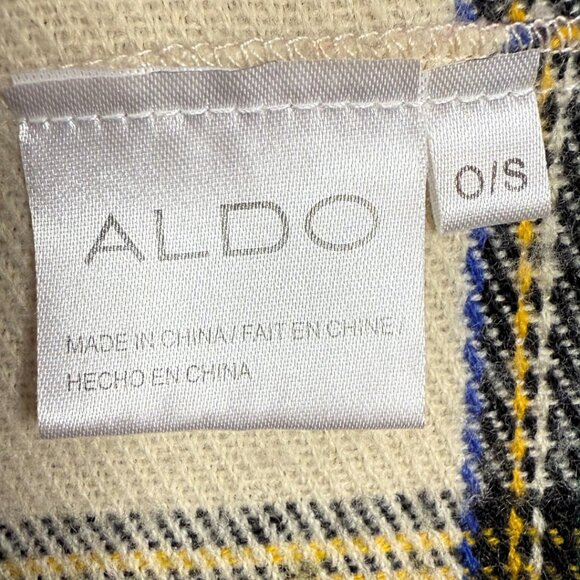 ALDO
O/S
MADE IN CHINA / FAIT EN CHINE /
HECHO EN CHINA